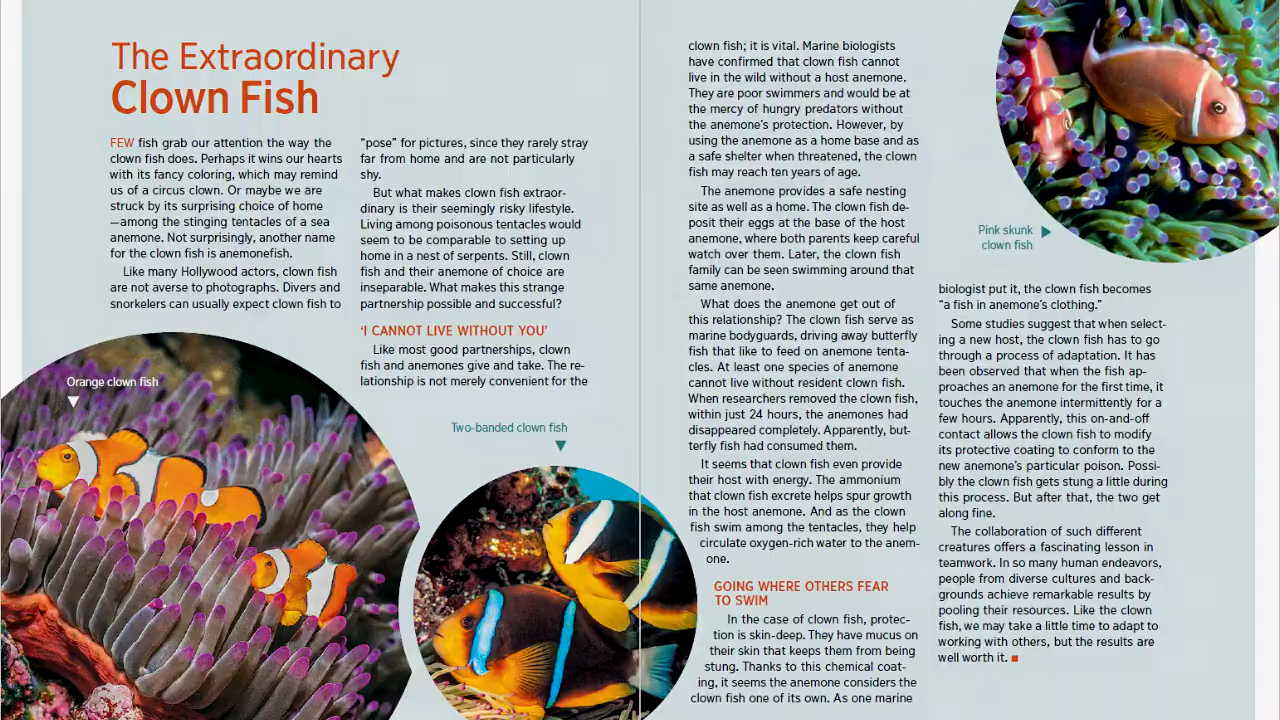 The Extraordinary
Clown Fish
FEW fish grab our attention the way the
clown fish does. Perhaps it wins our hearts
with its fancy coloring, which may remind
us of a circus clown. Or maybe we are
struck by its surprising choice of home
—among the stinging tentacles of a sea
anemone. Not surprisingly, another name
for the clown fish is anemonefish.
Like many Hollywood actors, clown fish
are not averse to photographs. Divers and
snorkelers can usually expect clown fish to
“pose” for pictures, since they rarely stray
far from home and are not particularly
shy.
But what makes clown fish extraor-
dinary is their seemingly risky lifestyle.
Living among poisonous tentacles would
seem to be comparable to setting up
home in a nest of serpents. Still, clown
fish and their anemone of choice are
inseparable. What makes this strange
partnership possible and successful?
‘I CANNOT LIVE WITHOUT YOU’
Like most good partnerships, clown
fish and anemones give and take. The re-
lationship is not merely convenient for the
Orange clown fish
Two-banded clown fish
clown fish; it is vital. Marine biologists
have confirmed that clown fish cannot
live in the wild without a host anemone.
They are poor swimmers and would be at
the mercy of hungry predators without
the anemone’s protection. However, by
using the anemone as a home base and as
a safe shelter when threatened, the clown
fish may reach ten years of age.
The anemone provides a safe nesting
site as well as a home. The clown fish de-
posit their eggs at the base of the host
anemone, where both parents keep careful
watch over them. Later, the clown fish
family can be seen swimming around that
same anemone.
What does the anemone get out of
this relationship? The clown fish serve as
marine bodyguards, driving away butterfly
fish that like to feed on anemone tenta-
cles. At least one species of anemone
cannot live without resident clown fish.
When researchers removed the clown fish,
within just 24 hours, the anemones had
disappeared completely. Apparently, but-
terfly fish had consumed them.
It seems that clown fish even provide
their host with energy. The ammonium
that clown fish excrete helps spur growth
in the host anemone. And as the clown
fish swim among the tentacles, they help
circulate oxygen-rich water to the anem-
one.
GOING WHERE OTHERS FEAR
TO SWIM
In the case of clown fish, protec-
tion is skin-deep. They have mucus on
their skin that keeps them from being
stung. Thanks to this chemical coat-
ing, it seems the anemone considers the
clown fish one of its own. As one marine
Pink skunk
clown fish
biologist put it, the clown fish becomes
“a fish in anemone’s clothing.”
Some studies suggest that when select-
ing a new host, the clown fish has to go
through a process of adaptation. It has
been observed that when the fish ap-
proaches an anemone for the first time, it
touches the anemone intermittently for a
few hours. Apparently, this on-and-off
contact allows the clown fish to modify
its protective coating to conform to the
new anemone’s particular poison. Possi-
bly the clown fish gets stung a little during
this process. But after that, the two get
along fine.
The collaboration of such different
creatures offers a fascinating lesson in
teamwork. In so many human endeavors,
people from diverse cultures and back-
grounds achieve remarkable results by
pooling their resources. Like the clown
fish, we may take a little time to adapt to
working with others, but the results are
well worth it.